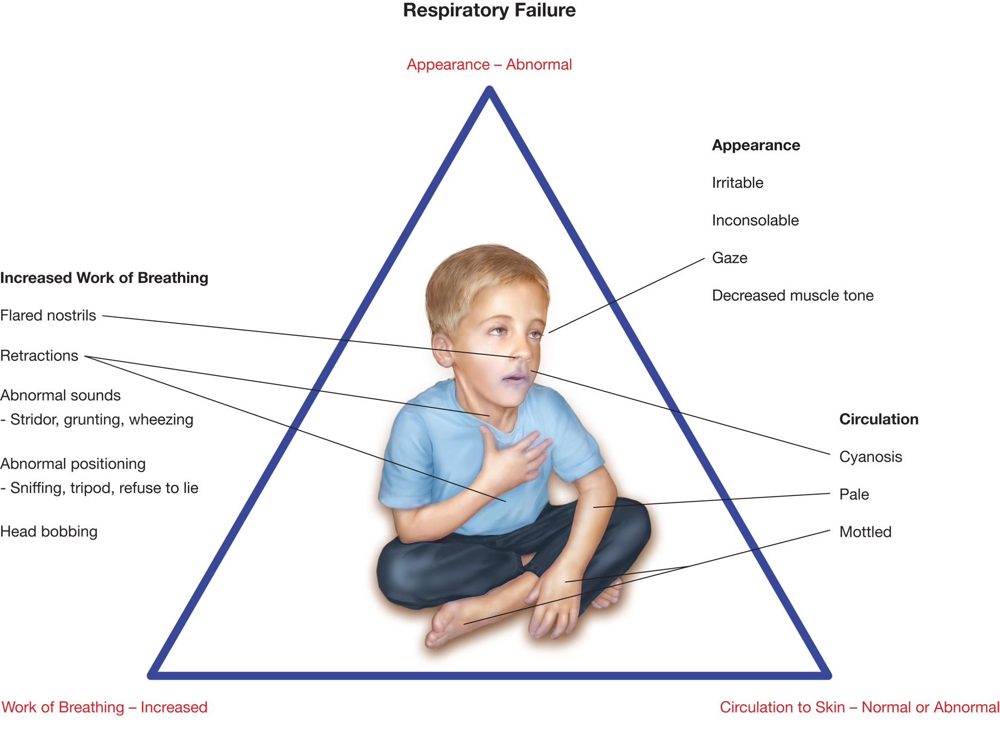 Respiratory Failure
Appearance – Abnormal
Appearance
Irritable
Inconsolable
Gaze
Decreased muscle tone
Increased Work of Breathing
Flared nostrils
Retractions
Abnormal sounds
- Stridor, grunting, wheezing
Abnormal positioning
- Sniffing, tripod, refuse to lie
Head bobbing
Circulation
Cyanosis
Pale
Mottled
Work of Breathing – Increased
Circulation to Skin – Normal or Abnormal